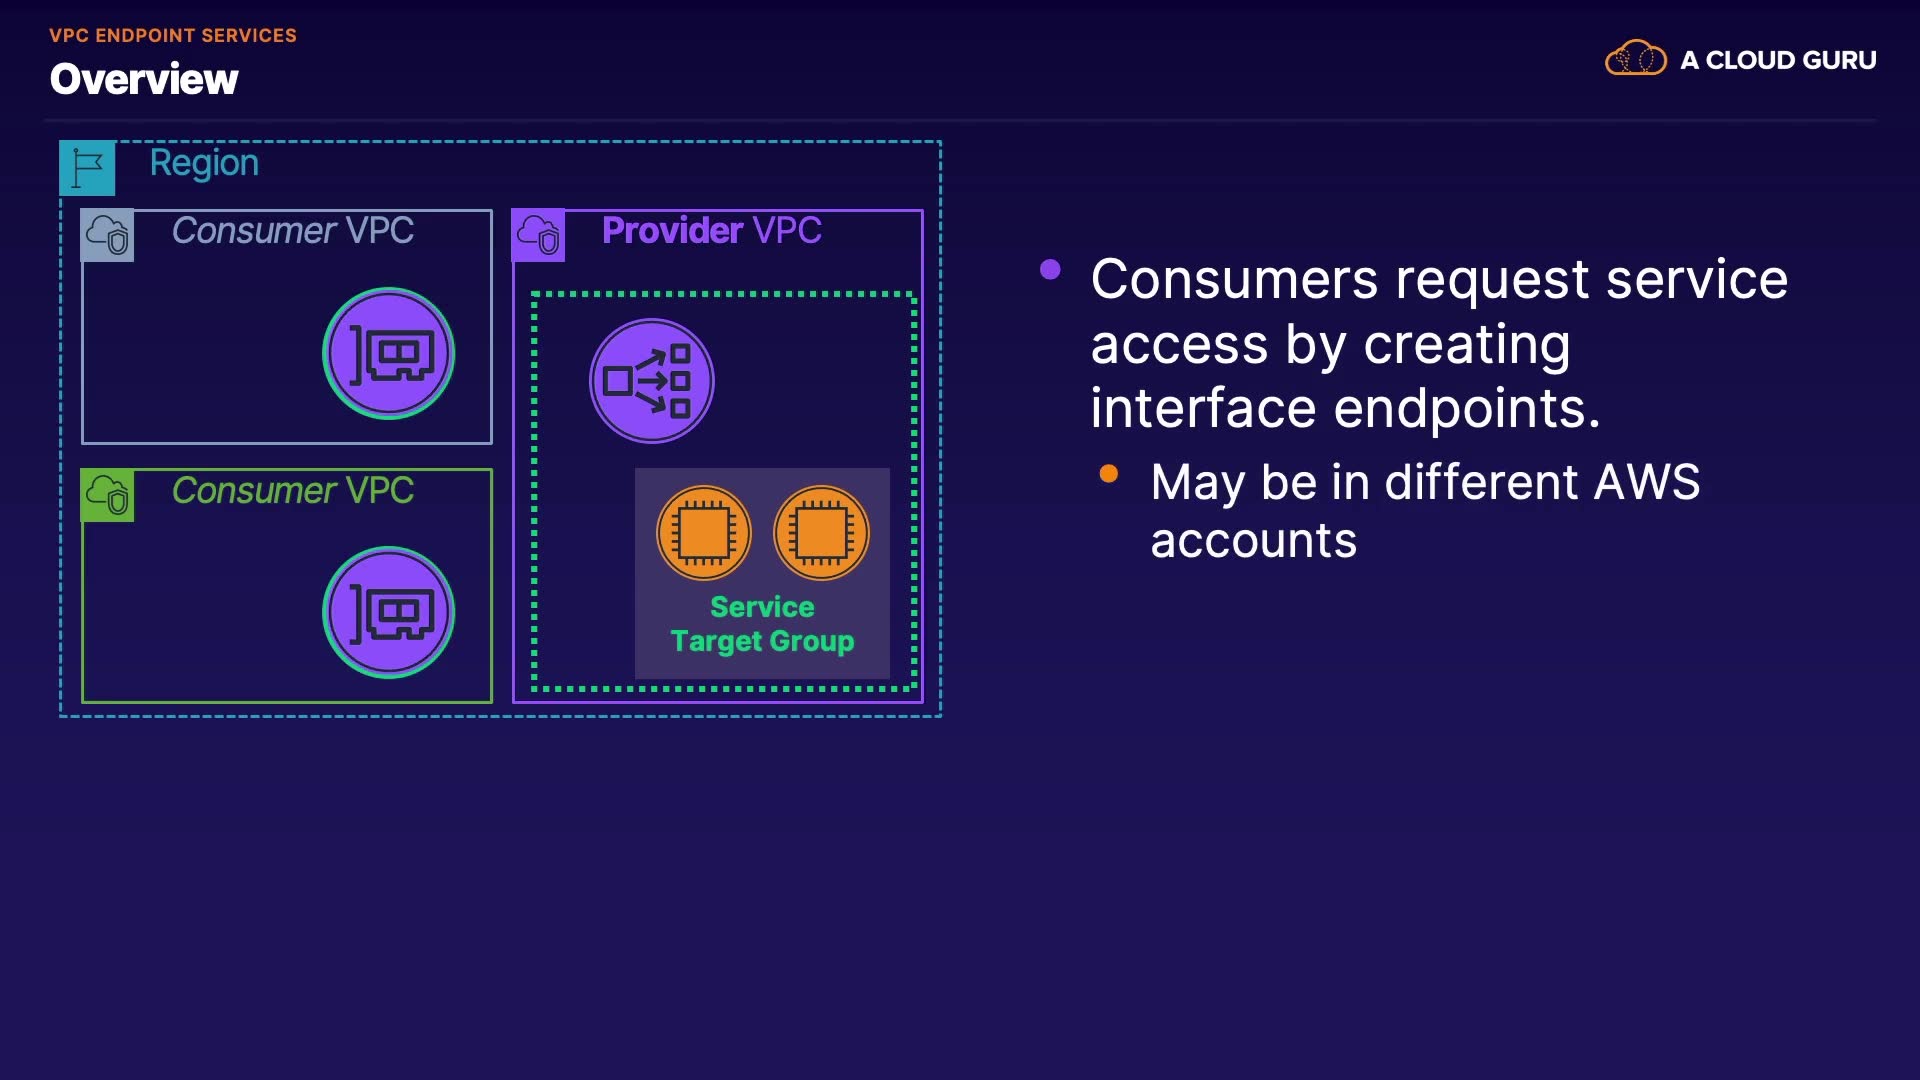 VPC ENDPOINT SERVICES
Overview
A CLOUD GURU
Region
Consumer VPC
Provider VPC
Consumer VPC
Service
Target Group
Consumers request service
access by creating
interface endpoints.
May be in different AWS
accounts